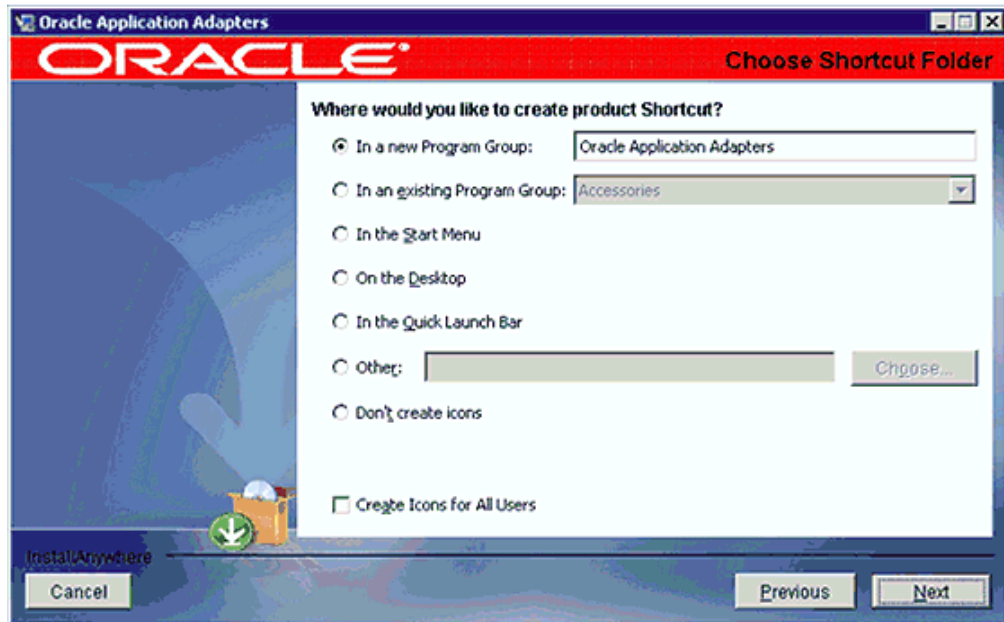 Oracle Application Adapters
ORACLE®
Choose Shortcut Folder
Where would you like to create product Shortcut?
In a new Program Group: Oracle Application Adapters
In an existing Program Group: Accessories
In the Start Menu
On the Desktop
In the Quick Launch Bar
Other: Choose...
Don't create icons
Create Icons for All Users
InstallAnywhere
Cancel Previous Next